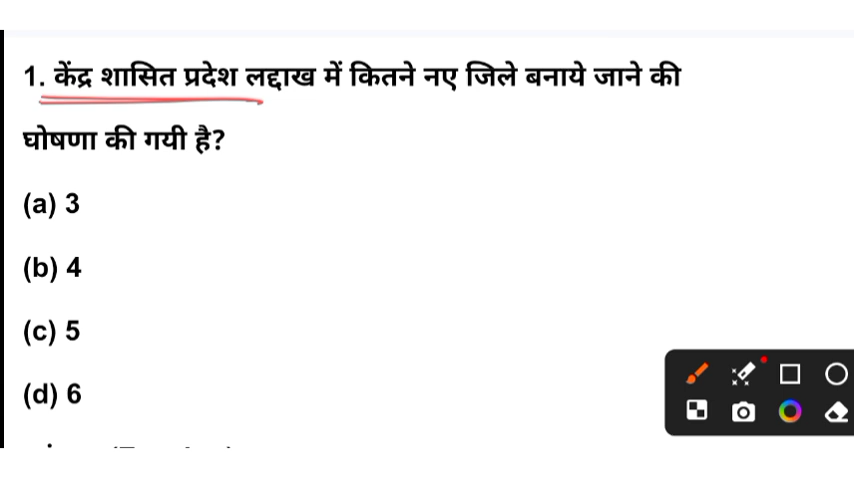 1. केंद्र शासित प्रदेश लद्दाख में कितने नए जिले बनाये जाने की
घोषणा की गयी है?
(a) 3
(b) 4
(c) 5
(d) 6